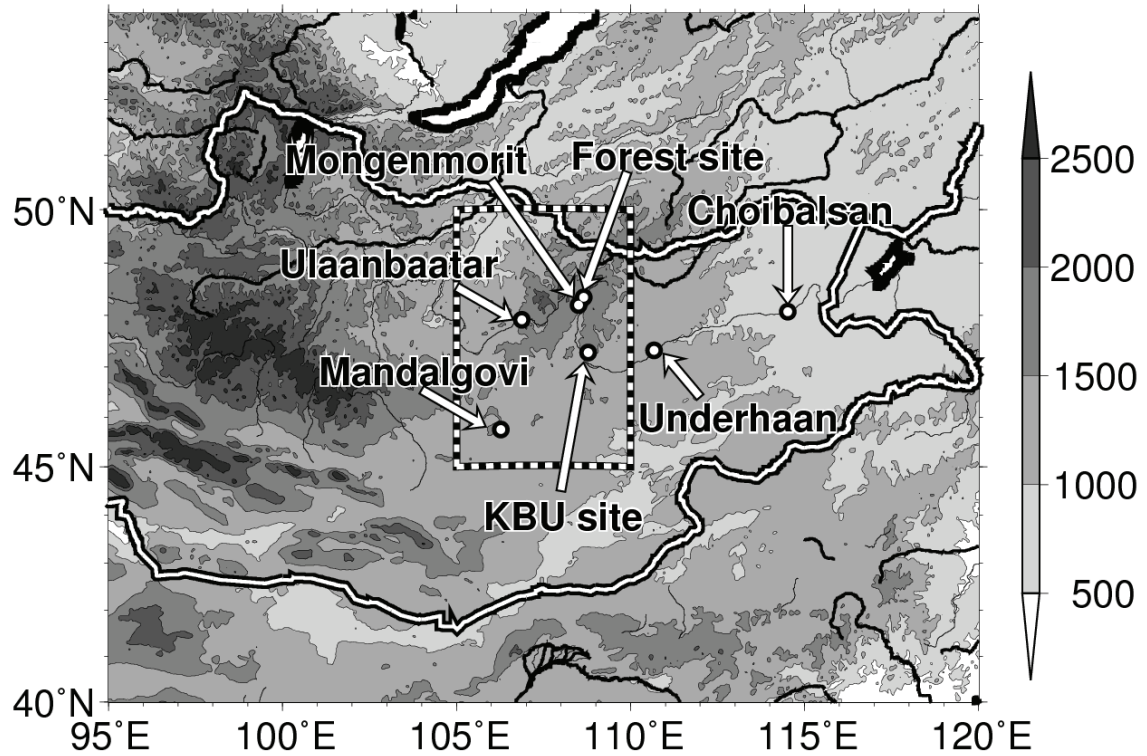 Mongenmorit
Forest site
Choibalsan
Ulaanbaatar
Mandalgovi
Underhaan
KBU site
50˚N
45˚N
40˚N
95˚E
100˚E
105˚E
110˚E
115˚E
120˚E
2500
2000
1500
1000
500